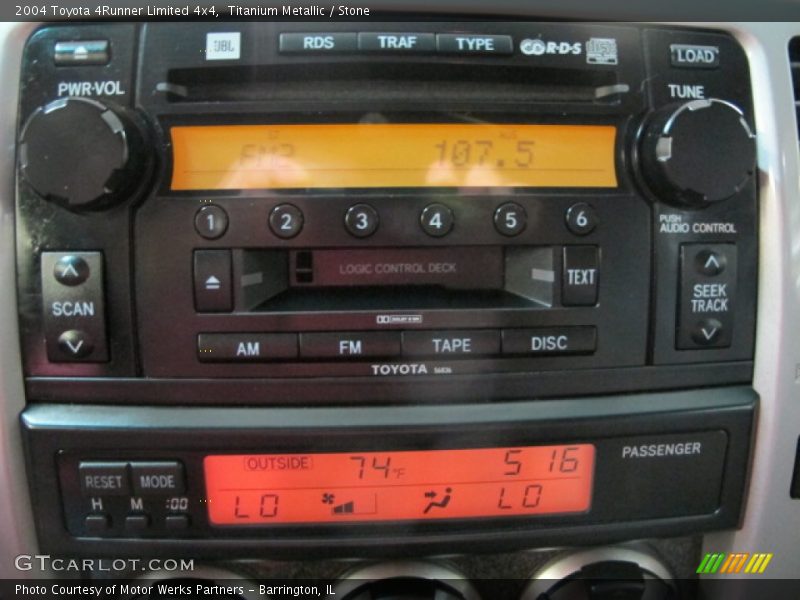 2004 Toyota 4Runner Limited 4x4, Titanium Metallic / Stone
JBL
RDS TRAF TYPE
CD R·D·S
LOAD
PWR·VOL
TUNE
FM2 107.5
1 2 3 4 5 6
PUSH
AUDIO CONTROL
LOGIC CONTROL DECK
TEXT
SCAN
SEEK
TRACK
AM FM TAPE DISC
TOYOTA
OUTSIDE 74°F 5 16
PASSENGER
RESET MODE
H M :00
LO LO
GTCARLOT.COM
Photo Courtesy of Motor Werks Partners - Barrington, IL